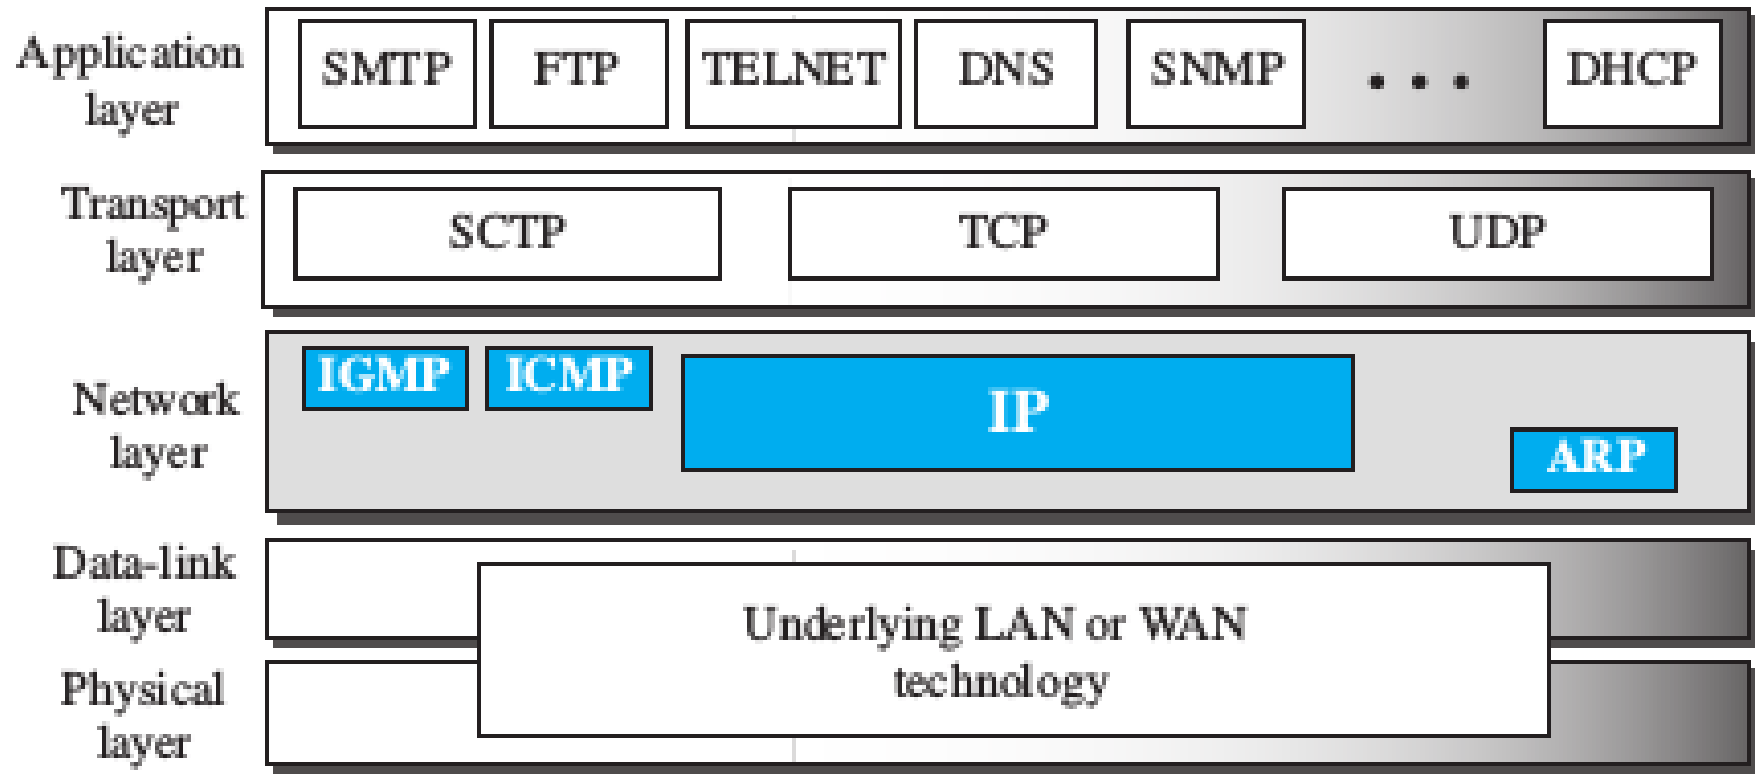 Application
layer
SMTP
FTP
TELNET
DNS
SNMP
...
DHCP
Transport
layer
SCTP
TCP
UDP
Network
layer
IGMP
ICMP
IP
ARP
Data-link
layer
Physical
layer
Underlying LAN or WAN
technology